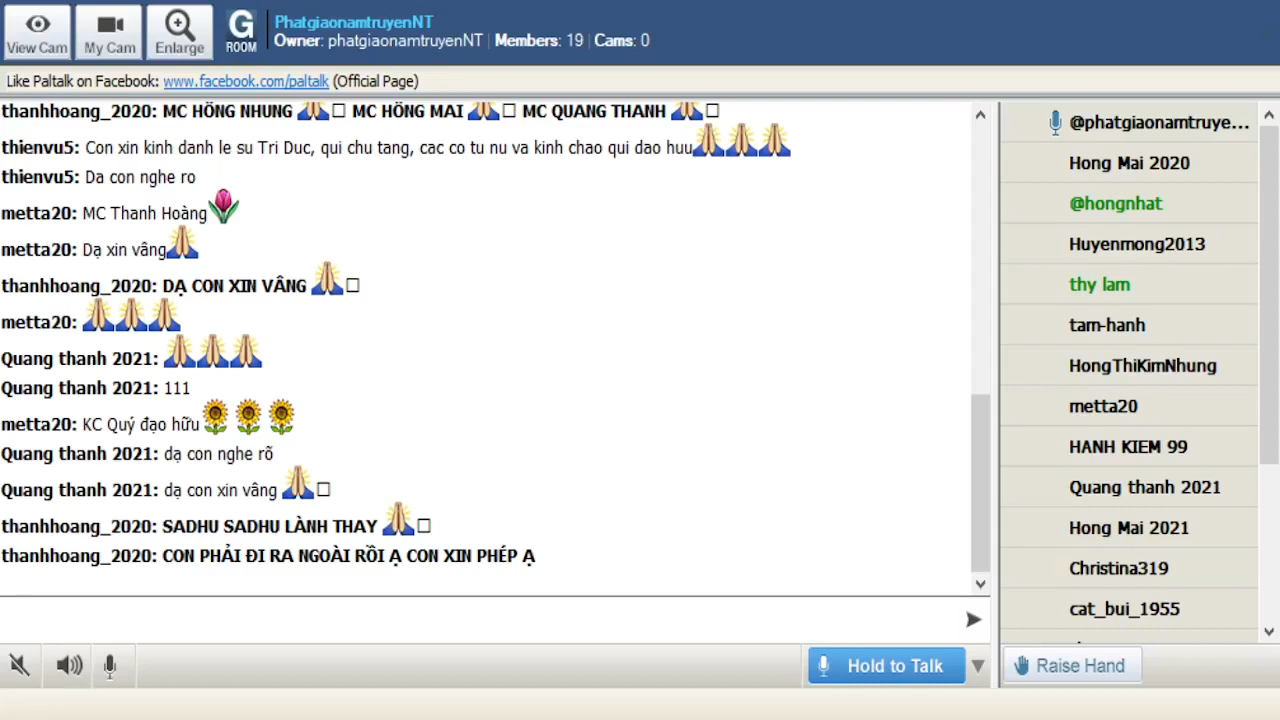 View Cam
My Cam
Enlarge
G
ROOM
PhatgiaonamtruyenNT
Owner: phatgiaonamtruyenNT | Members: 19 | Cams: 0
Like Paltalk on Facebook: www.facebook.com/paltalk (Official Page)
thanhhoang_2020: MC HỒNG NHUNG 🙏 MC HỒNG MAI 🙏 MC QUANG THANH 🙏
thienvu5: Con xin kinh danh le su Tri Duc, qui chu tang, cac co tu nu va kinh chao qui dao huu🙏🙏🙏
thienvu5: Da con nghe ro
metta20: MC Thanh Hoàng🌷
metta20: Dạ xin vâng🙏
thanhhoang_2020: DẠ CON XIN VÂNG 🙏
metta20: 🙏🙏🙏
Quang thanh 2021: 🙏🙏🙏
Quang thanh 2021: 111
metta20: KC Quý đạo hữu 🌻🌻🌻
Quang thanh 2021: dạ con nghe rõ
Quang thanh 2021: dạ con xin vâng 🙏
thanhhoang_2020: SADHU SADHU LÀNH THAY 🙏
thanhhoang_2020: CON PHẢI ĐI RA NGOÀI RỒI Ạ CON XIN PHÉP Ạ
@phatgiaonamtruye...
Hong Mai 2020
@hongnhat
Huyenmong2013
thy lam
tam-hanh
HongThiKimNhung
metta20
HANH KIEM 99
Quang thanh 2021
Hong Mai 2021
Christina319
cat_bui_1955
Hold to Talk
Raise Hand